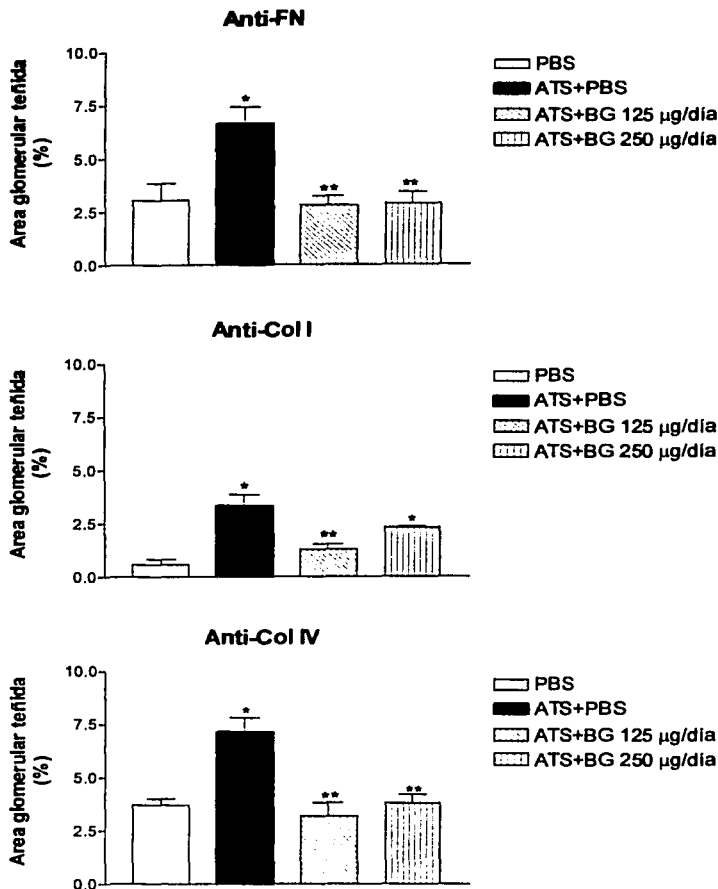 Anti-FN
Area glomerular teñida
(%)
10.0
7.5
5.0
2.5
0.0
*
**
**
PBS
ATS+PBS
ATS+BG 125 µg/día
ATS+BG 250 µg/día
Anti-Col I
Area glomerular teñida
(%)
10.0
7.5
5.0
2.5
0.0
*
**
*
PBS
ATS+PBS
ATS+BG 125 µg/día
ATS+BG 250 µg/día
Anti-Col IV
Area glomerular teñida
(%)
10.0
7.5
5.0
2.5
0.0
*
**
**
PBS
ATS+PBS
ATS+BG 125 µg/día
ATS+BG 250 µg/día